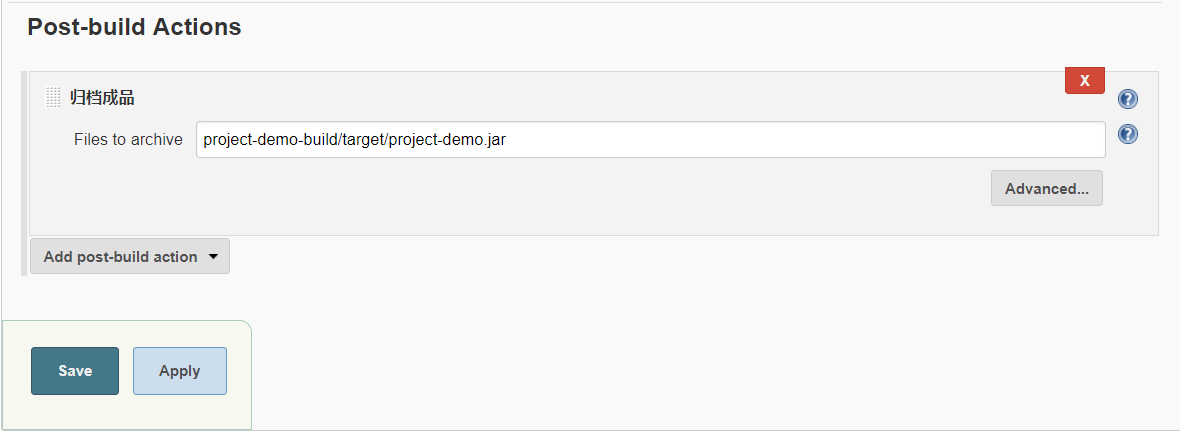 Post-build Actions
X
归档成品
?
Files to archive project-demo-build/target/project-demo.jar
?
Advanced...
Add post-build action
Save Apply